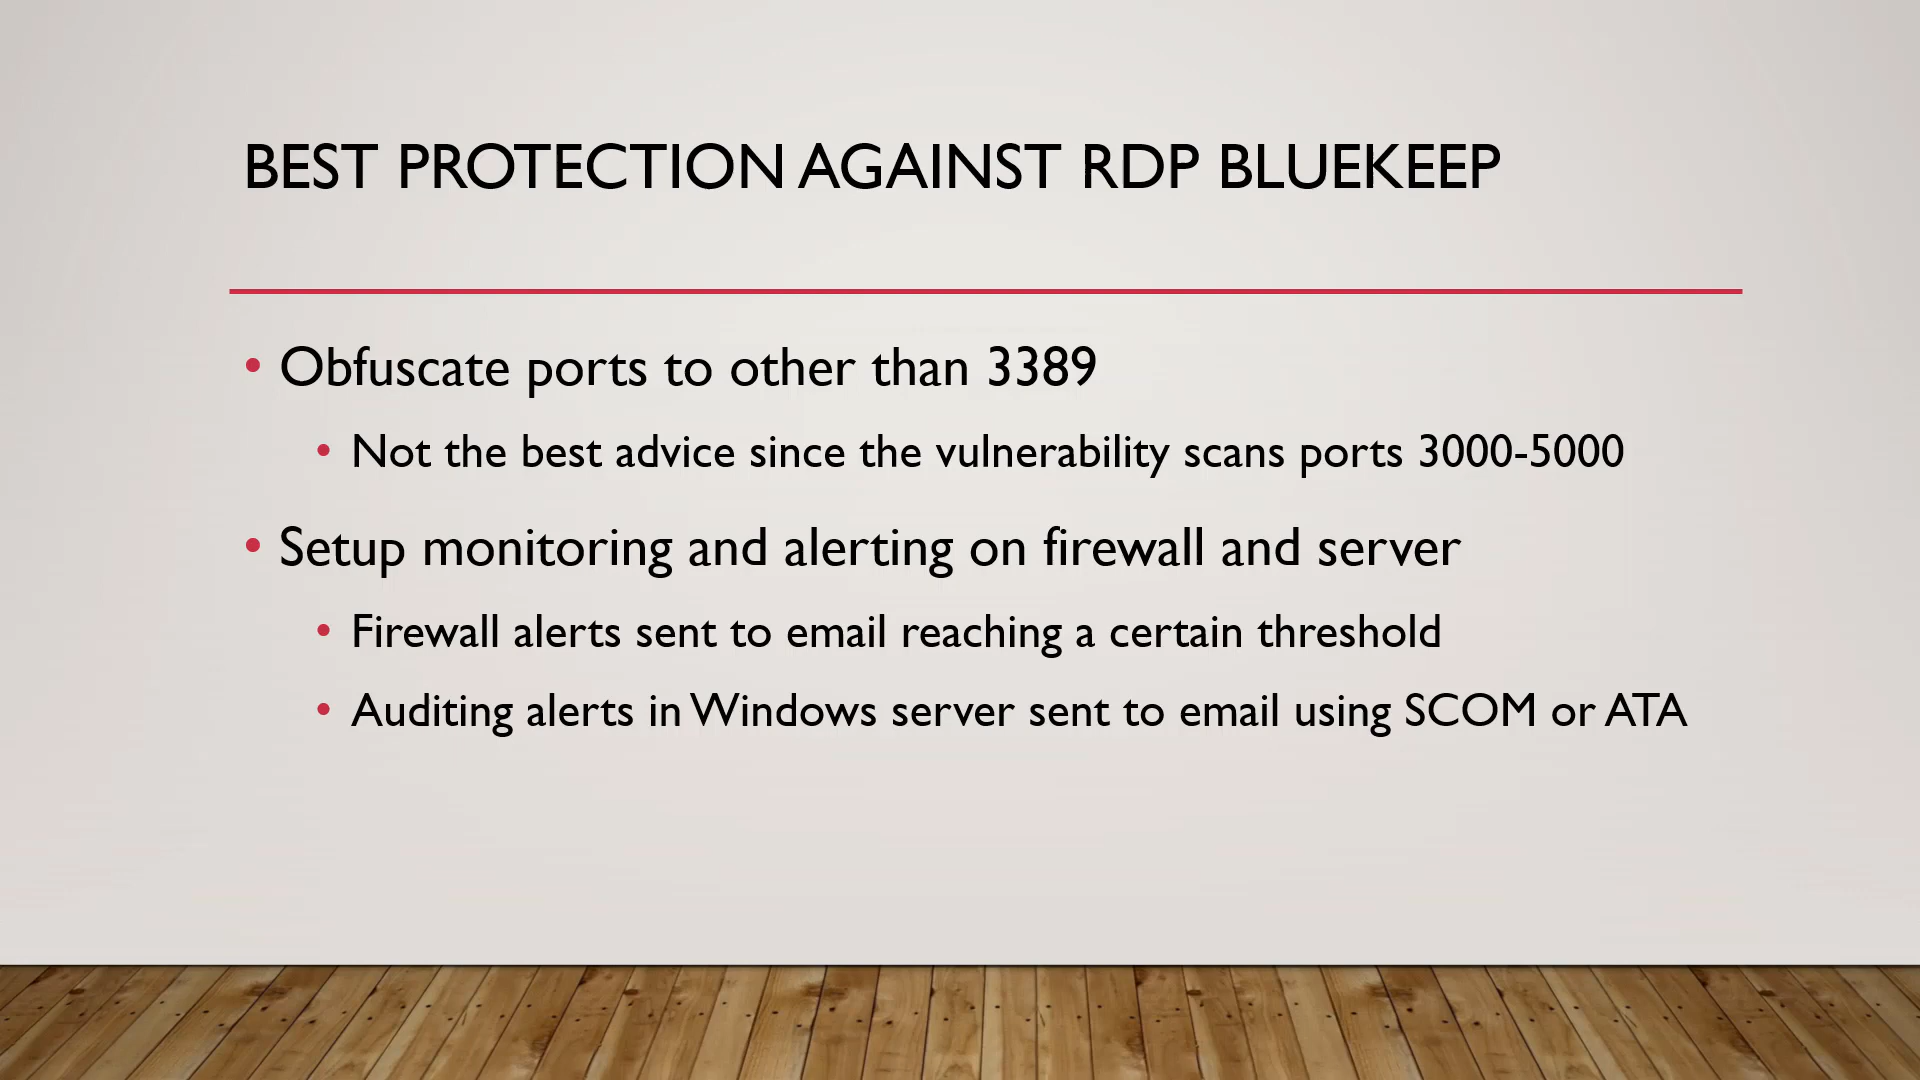 BEST PROTECTION AGAINST RDP BLUEKEEP
• Obfuscate ports to other than 3389
• Not the best advice since the vulnerability scans ports 3000-5000
• Setup monitoring and alerting on firewall and server
• Firewall alerts sent to email reaching a certain threshold
• Auditing alerts in Windows server sent to email using SCOM or ATA